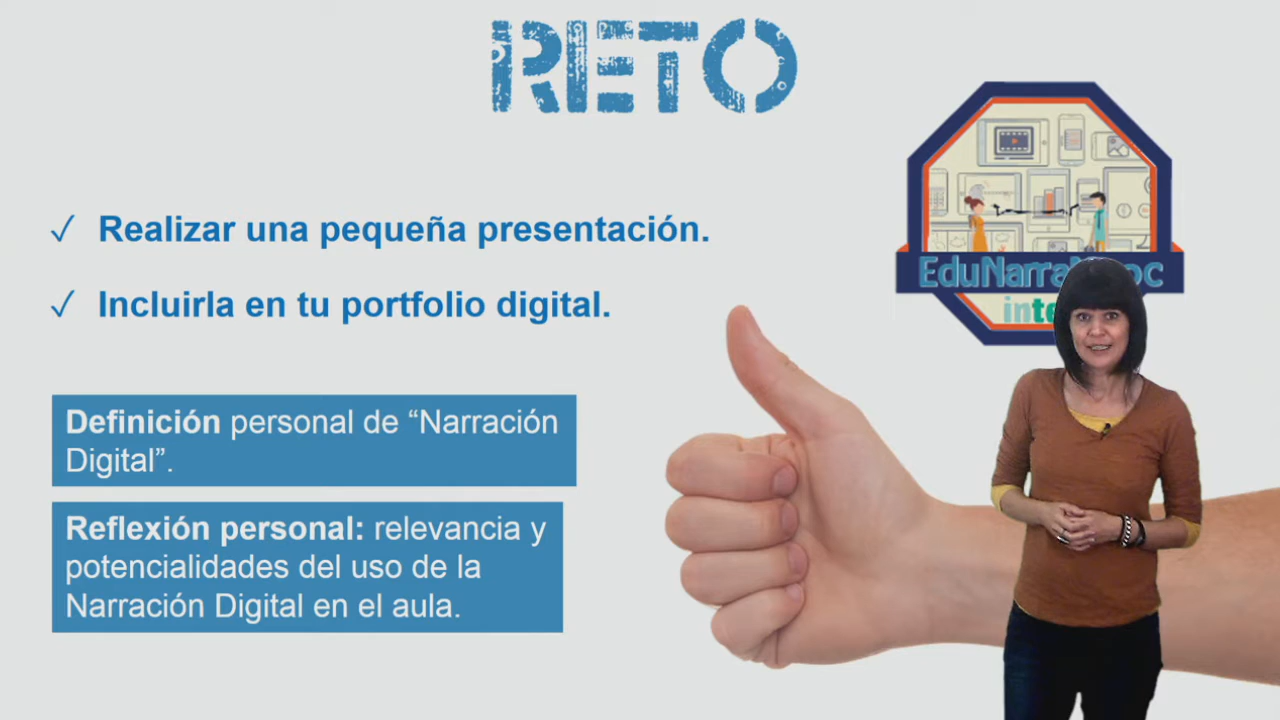 RETO
✓ Realizar una pequeña presentación.
✓ Incluirla en tu portfolio digital.
Definición personal de “Narración
Digital”.
Reflexión personal: relevancia y
potencialidades del uso de la
Narración Digital en el aula.